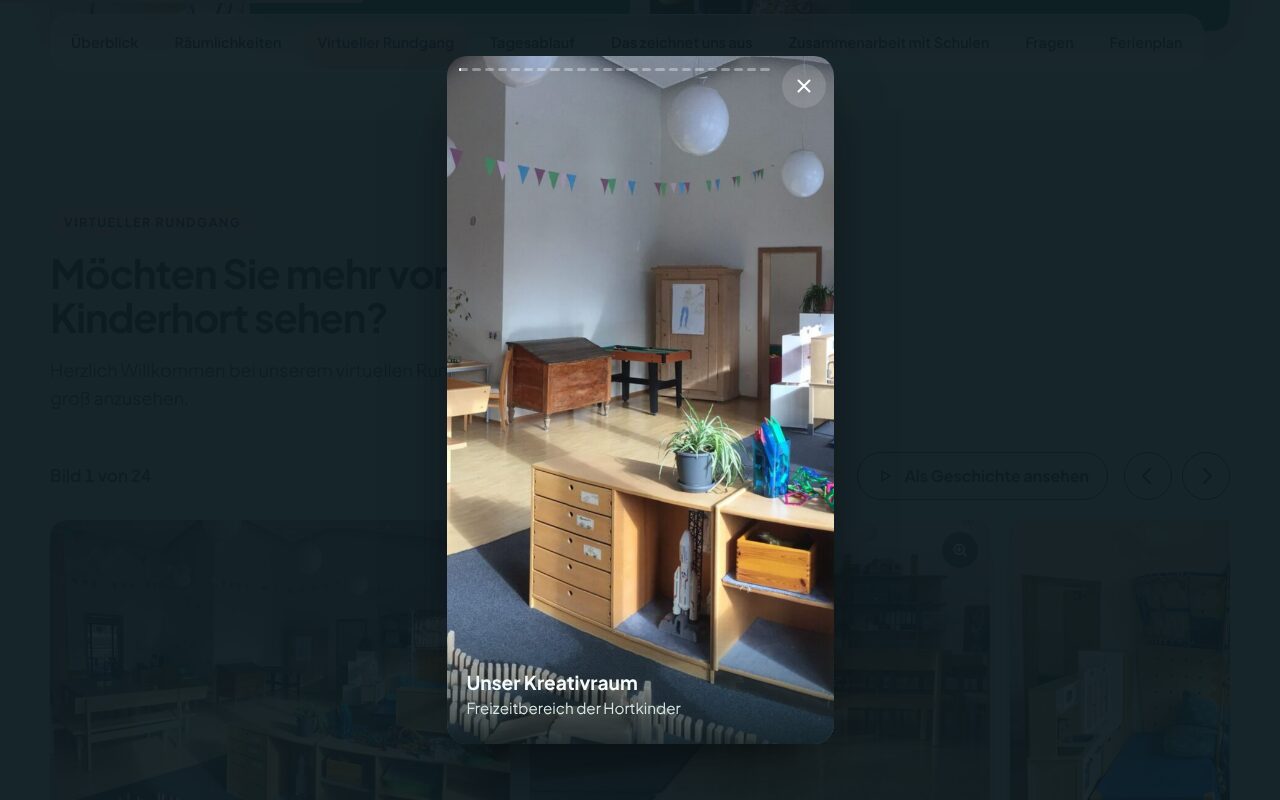 Überblick
Räumlichkeiten
Virtueller Rundgang
Tagesablauf
Das zeichnet uns aus
Zusammenarbeit mit Schulen
Fragen
Ferienplan
VIRTUELLER RUNDGANG
Möchten Sie mehr vo
Kinderhort sehen?
Herzlich Willkommen bei unserem virtuellen
groß anzusehen.
Bild 1 von 24
Als Geschichte ansehen
Unser Kreativraum
Freizeitbereich der Hortkinder